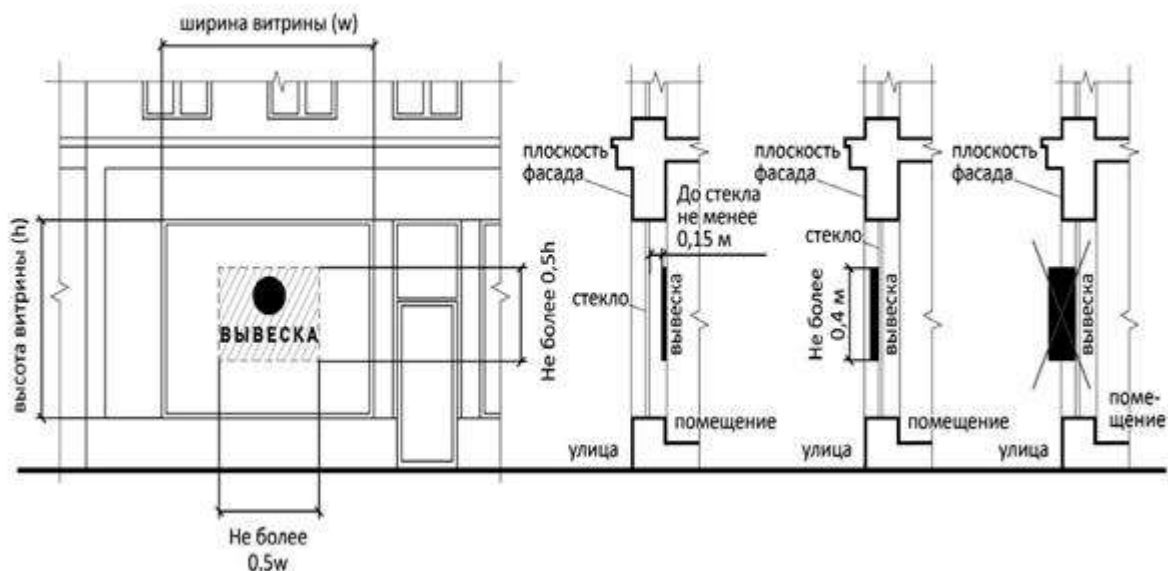 ширина витрины (w)
высота витрины (h)
ВЫВЕСКА
Не более 0,5h
Не более
0,5w
плоскость
фасада
До стекла
не менее
0,15 м
стекло
вывеска
помещение
улица
плоскость
фасада
стекло
Не более
0,4 м
вывеска
помещение
улица
плоскость
фасада
вывеска
поме-
щение
улица